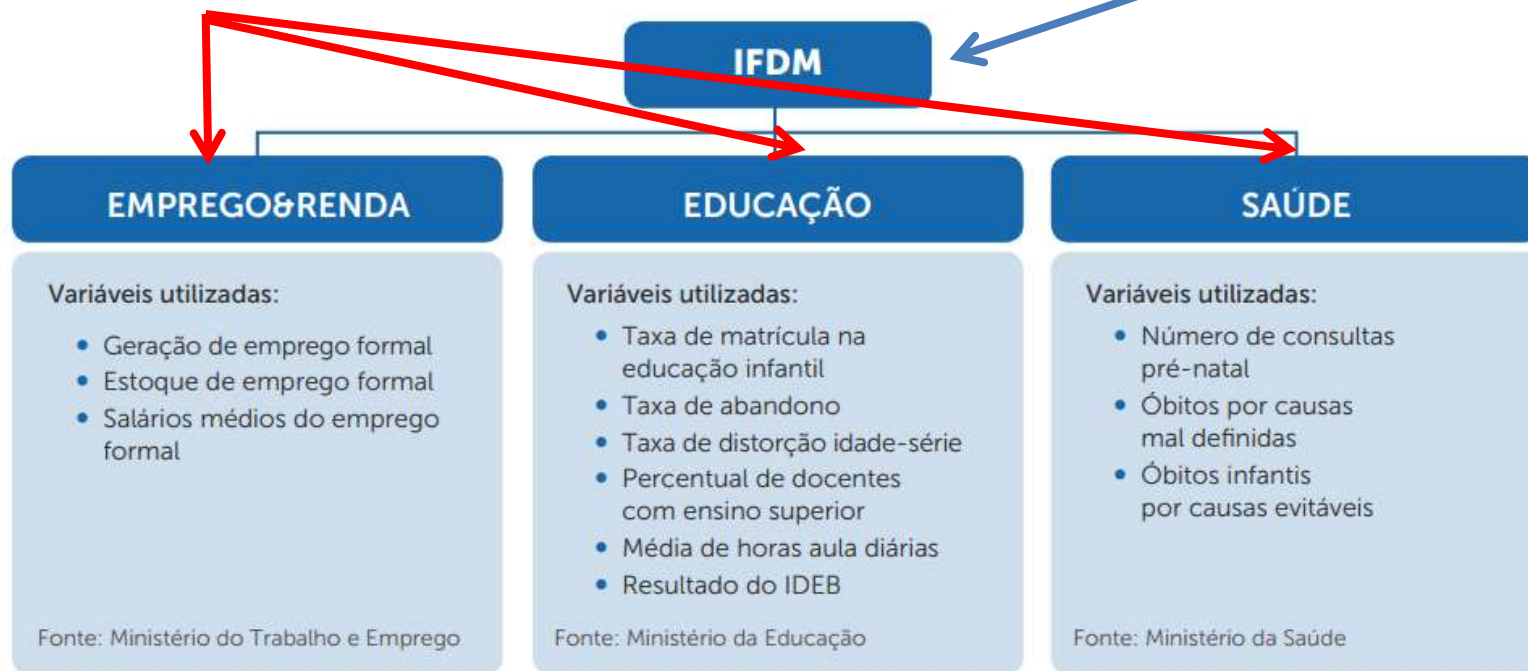 IFDM
EMPREGO&RENDA
Variáveis utilizadas:
• Geração de emprego formal
• Estoque de emprego formal
• Salários médios do emprego
formal
Fonte: Ministério do Trabalho e Emprego
EDUCAÇÃO
Variáveis utilizadas:
• Taxa de matrícula na
educação infantil
• Taxa de abandono
• Taxa de distorção idade-série
• Percentual de docentes
com ensino superior
• Média de horas aula diárias
• Resultado do IDEB
Fonte: Ministério da Educação
SAÚDE
Variáveis utilizadas:
• Número de consultas
pré-natal
• Óbitos por causas
mal definidas
• Óbitos infantis
por causas evitáveis
Fonte: Ministério da Saúde